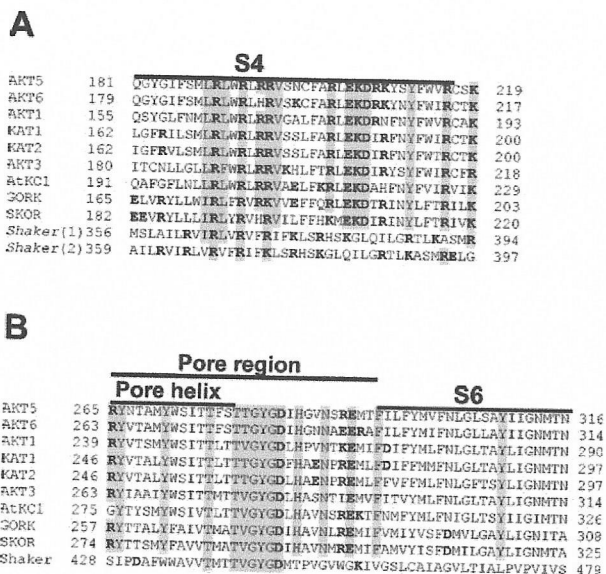 A
S4
AKT5 181 QGYGIFSMLRLWRLRRVSNCFARLEKDRKYSYFWVRCSK 219
AKT6 179 QGYGIFSMLRLWRLHRVSKCFARLEKDRKYNYFWIRCTK 217
AKT1 155 QSYGLFNMLRLWRLRRVGALFARLEKDRNFNYFWVRCAK 193
KAT1 162 LGFRILSMLRLWRLRRVSSLFARLEKDIRFNYFWIRCTK 200
KAT2 162 IGFRVLSMLRLWRLRRVSSLFARLEKDIRFNYFWIRCTK 200
AKT3 180 ITCNLLGLLRFWRLRRVKHLFTRLEKDIRYSYFWIRCFR 218
AtKC1 191 QAFGFLNLLRLWRLRRVAELFKRLEKDAHFNYFVIRVIK 229
GORK 165 ELVRYLLWIRLFRVRKVVEFFQRLEKDTRINYLFTRILK 203
SKOR 182 EEVRYLLLIRLYRVHRVILFFHKMEKDIRINYLFTRIVK 220
Shaker(1) 356 MSLAILRVIRLVRVFRIFKLSRHSKGLQILGRTLKASMR 394
Shaker(2) 359 AILRVIRLVRVFRIFKLSRHSKGLQILGRTLKASMRELG 397
B
Pore region
Pore helix S6
AKT5 265 RYNTAMYWSITTFSTTGYGDIHGVNSREMTFILFYMVFNLGLSAYIIGNMTN 316
AKT6 263 RYVTSMYWSITTFSTTGYGDIHGVNAEERAFILFYMIFNLGLLAYIIGNMTN 314
AKT1 239 RYVTSMYWSITTLTTVGYGDLHPVNTKEMIFDIFYMLFNLGLTAYLIGNMTN 290
KAT1 246 RYVTALYWSITTLTTTGYGDFHAENPREMLFDIFFMMFNLGLTAYLIGNMTN 297
KAT2 246 RYVTALYWSITTLTTTGYGDLHAENPREMLFFVFFMLFNLGFTSYLIGNMTN 297
AKT3 263 RYIAAIYWSITTMTTVGYGDLHASNTIEMVFITVYMLFNLGLTAYLIGNMTN 314
AtKC1 275 GYTYSMYWSIVTLSTVGYGDLHAVNSREKTFNMFYMLFNIGLTSYIIGIMTN 326
GORK 257 RYTTALYFAIVTMATVGYGDIHAVNLREMIFVMIYVSFDMVLGAYLIGNITA 308
SKOR 274 RYTTSMYFAVVTMATVGYGDIHAVNMREMIFAMVYISFDMILGAYLIGNMTA 325
Shaker 428 SIPDAFWWAVVTMTTVGYGDMTPVGVWGKIVGSLCAIAGVLTIALPVPVIVS 479